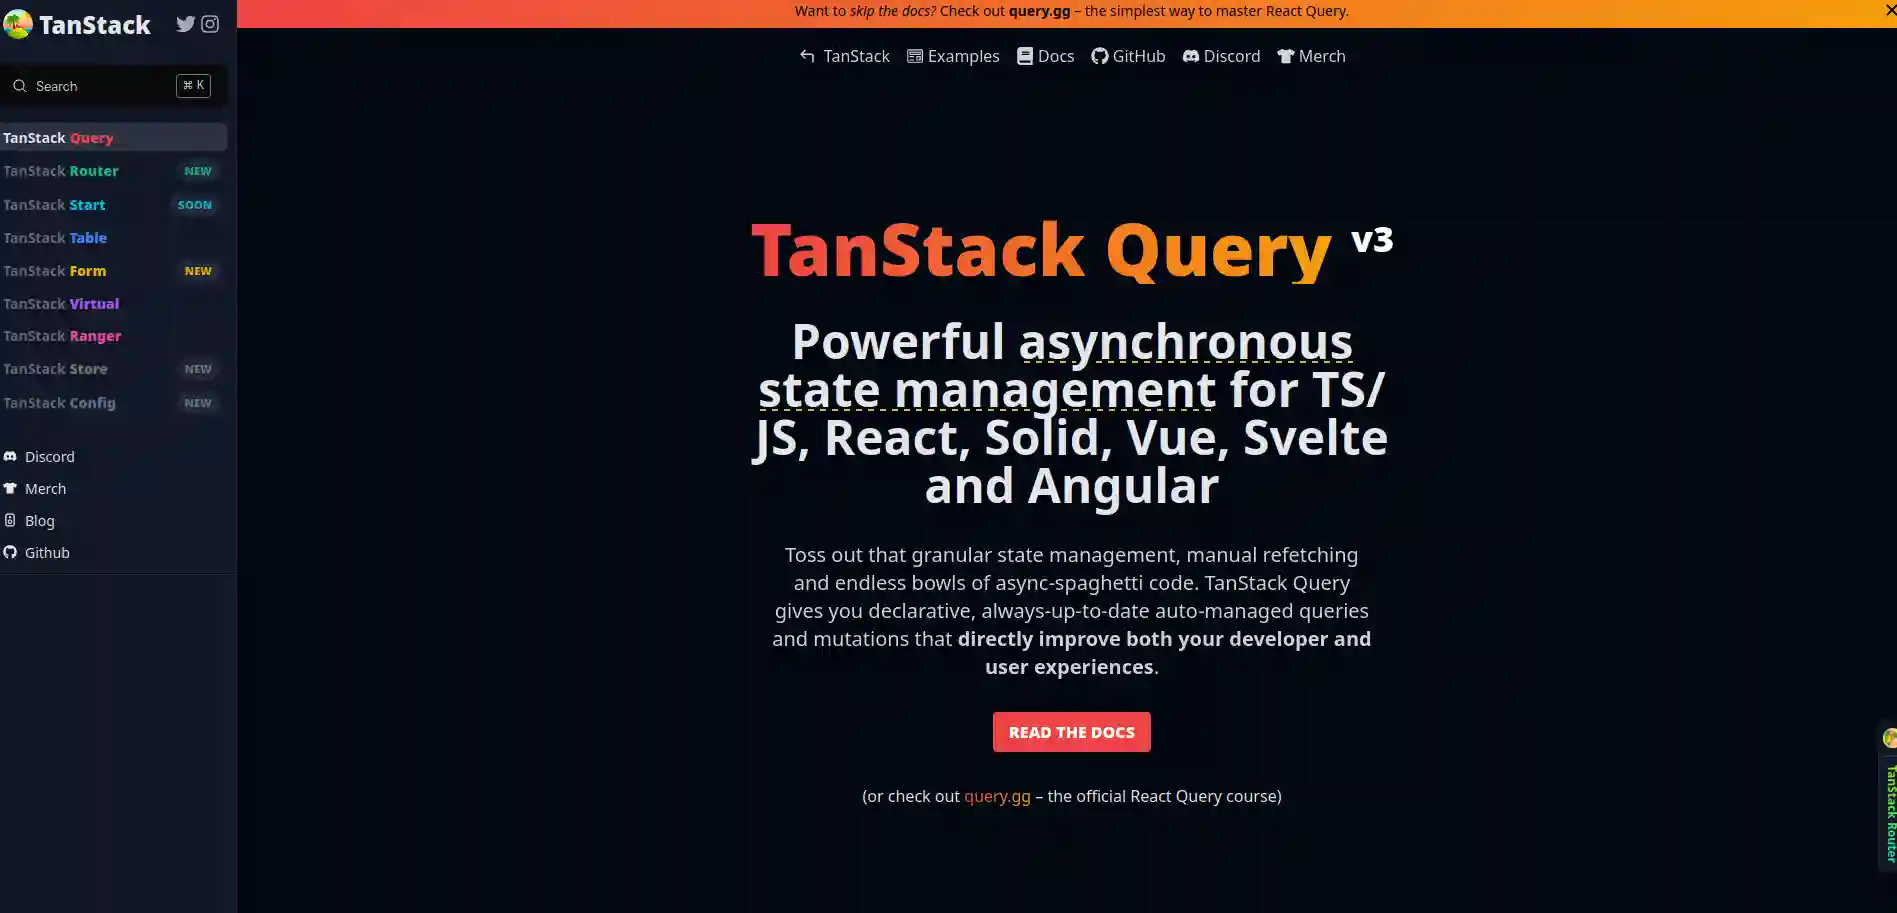 TanStack
Search
⌘ K
TanStack Query
TanStack Router NEW
TanStack Start SOON
TanStack Table
TanStack Form NEW
TanStack Virtual
TanStack Ranger
TanStack Store NEW
TanStack Config NEW
Discord
Merch
Blog
Github
Want to skip the docs? Check out query.gg – the simplest way to master React Query.
TanStack Examples Docs GitHub Discord Merch
TanStack Query v3
Powerful asynchronous
state management for TS/
JS, React, Solid, Vue, Svelte
and Angular
Toss out that granular state management, manual refetching
and endless bowls of async-spaghetti code. TanStack Query
gives you declarative, always-up-to-date auto-managed queries
and mutations that directly improve both your developer and
user experiences.
READ THE DOCS
(or check out query.gg – the official React Query course)
TanStack Router